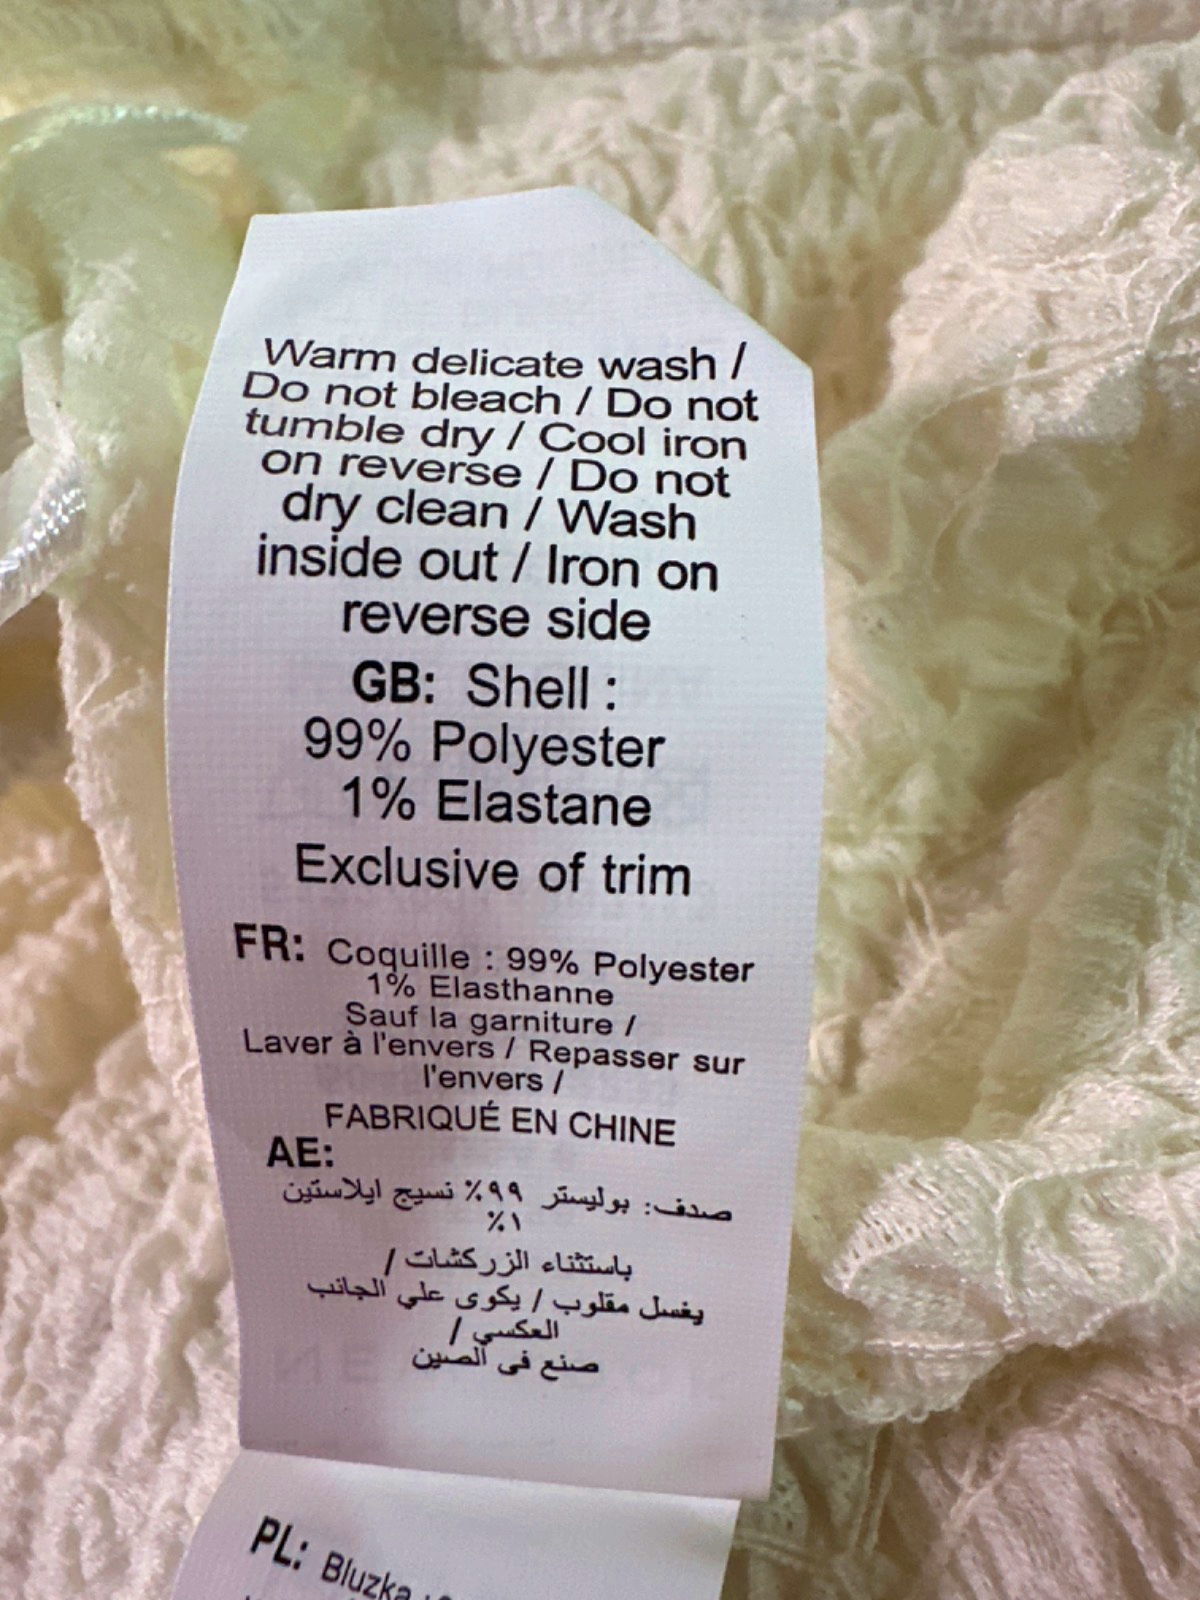 Warm delicate wash /
Do not bleach / Do not
tumble dry / Cool iron
on reverse / Do not
dry clean / Wash
inside out / Iron on
reverse side
GB: Shell :
99% Polyester
1% Elastane
Exclusive of trim
FR: Coquille : 99% Polyester
1% Elasthanne
Sauf la garniture /
Laver à l'envers / Repasser sur
l'envers /
FABRIQUÉ EN CHINE
AE:
صدف: بوليستر ٩٩٪ نسيج ايلاستين
١٪
باستثناء الزركشات /
يغسل مقلوب / يكوى علي الجانب
العكسي /
صنع في الصين
PL: Bluzka